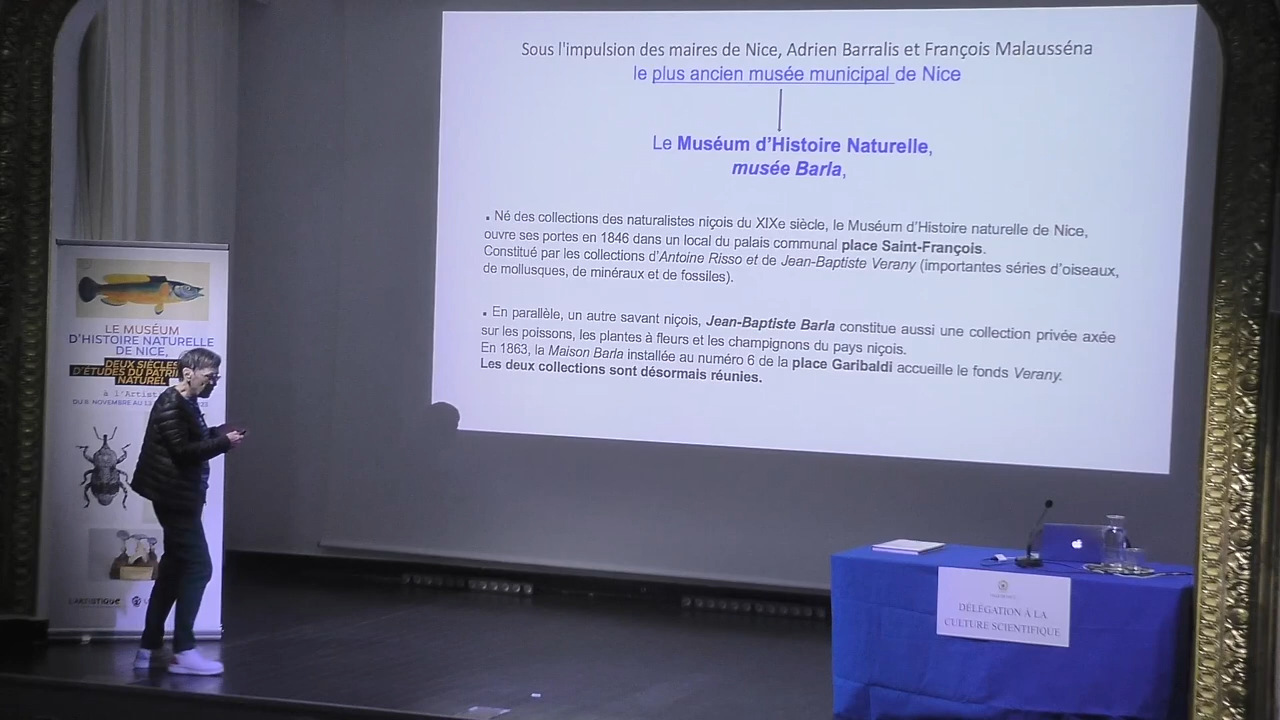 Sous l'impulsion des maires de Nice, Adrien Barralis et François Malausséna
le plus ancien musée municipal de Nice
Le Muséum d'Histoire Naturelle,
musée Barla,
. Né des collections des naturalistes niçois du XIXe siècle, le Muséum d'Histoire naturelle de Nice,
ouvre ses portes en 1846 dans un local du palais communal place Saint-François.
Constitué par les collections d'Antoine Risso et de Jean-Baptiste Verany (importantes séries d'oiseaux,
de mollusques, de minéraux et de fossiles).
. En parallèle, un autre savant niçois, Jean-Baptiste Barla constitue aussi une collection privée axée
sur les poissons, les plantes à fleurs et les champignons du pays niçois.
En 1863, la Maison Barla installée au numéro 6 de la place Garibaldi accueille le fonds Verany.
Les deux collections sont désormais réunies.
LE MUSÉUM
D'HISTOIRE NATURELLE
DE NICE,
DEUX SIÈCLES
D'ÉTUDES DU PATRI
NATUREL
à l'Artist
DU 8 NOVEMBRE AU
L'ARTISTIQUE
DÉLÉGATION À LA
CULTURE SCIENTIFIQUE